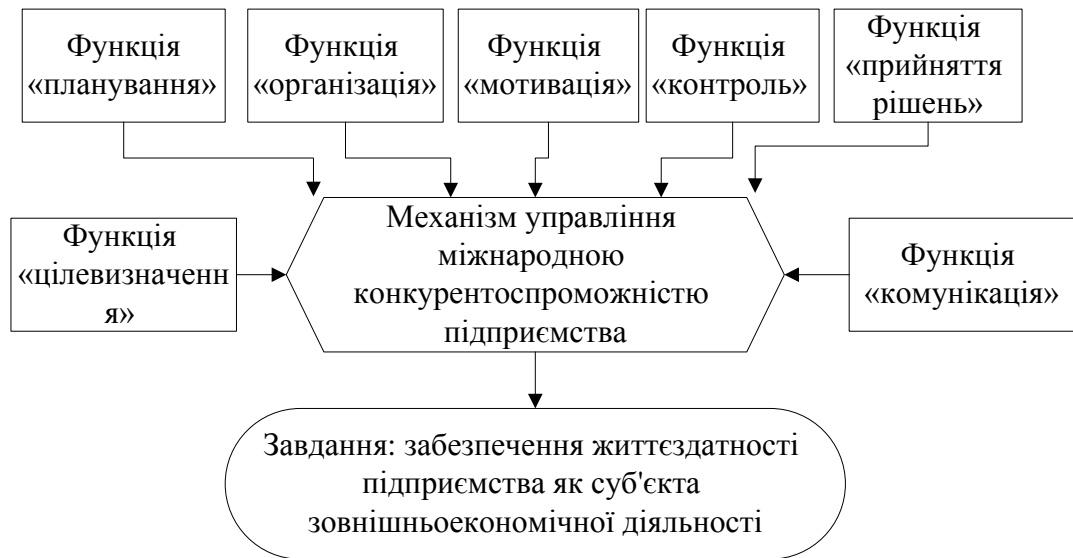 Функція
«планування»
Функція
«організація»
Функція
«мотивація»
Функція
«контроль»
Функція
«прийняття
рішень»
Функція
«цілевизначенн
я»
Механізм управління
міжнародною
конкурентоспроможністю
підприємства
Функція
«комунікація»
Завдання: забезпечення життєздатності
підприємства як суб'єкта
зовнішньоекономічної діяльності